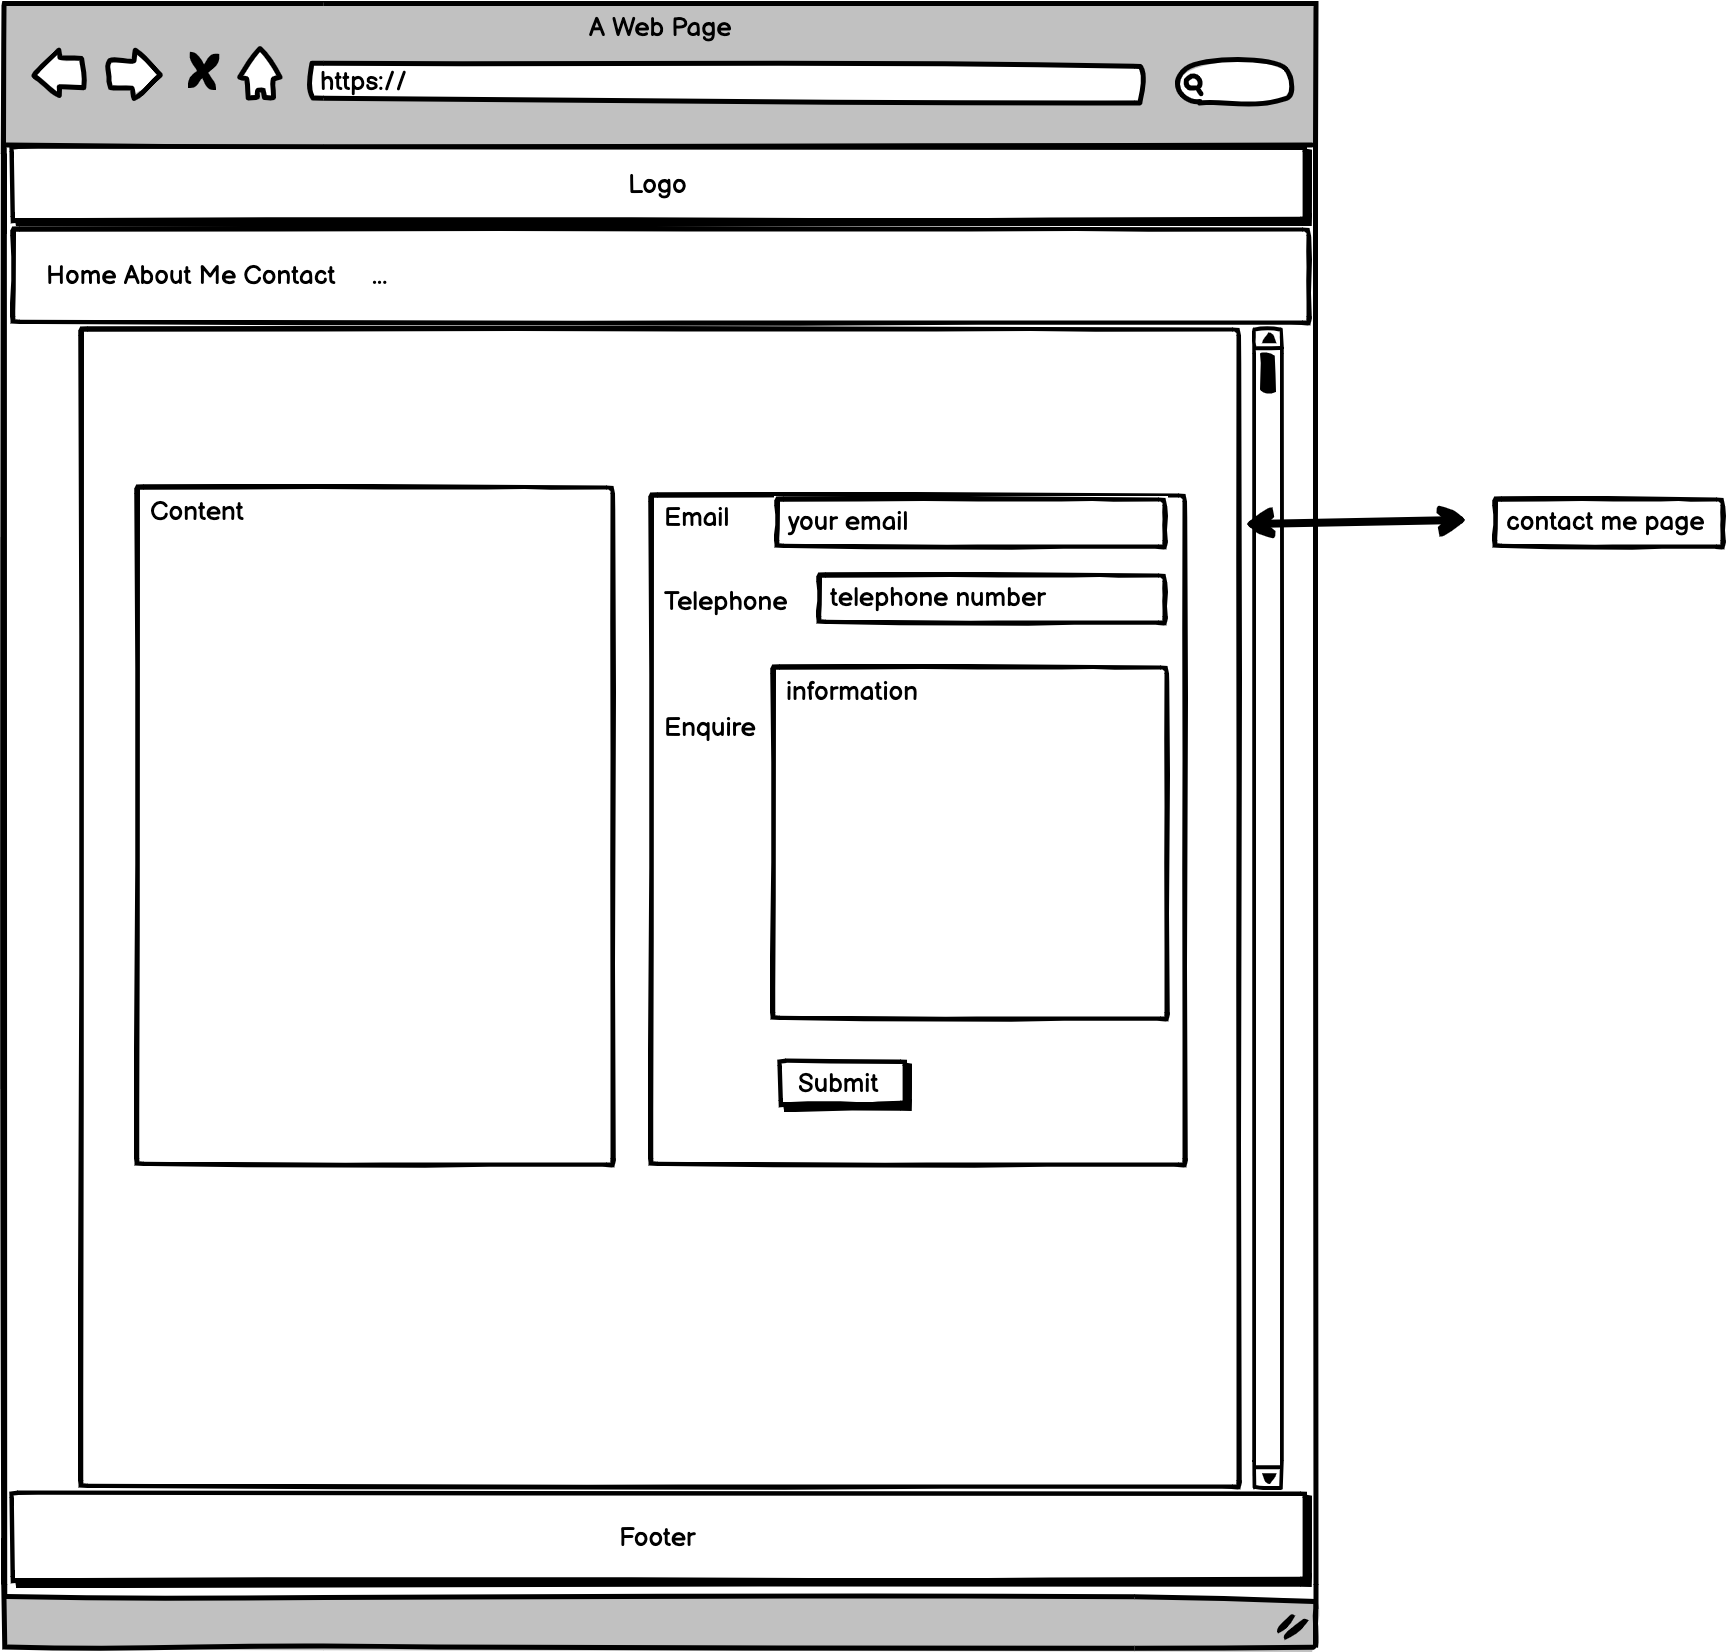 A Web Page
https://
Logo
Home About Me Contact ...
Content
Email
your email
contact me page
Telephone
telephone number
information
Enquire
Submit
Footer